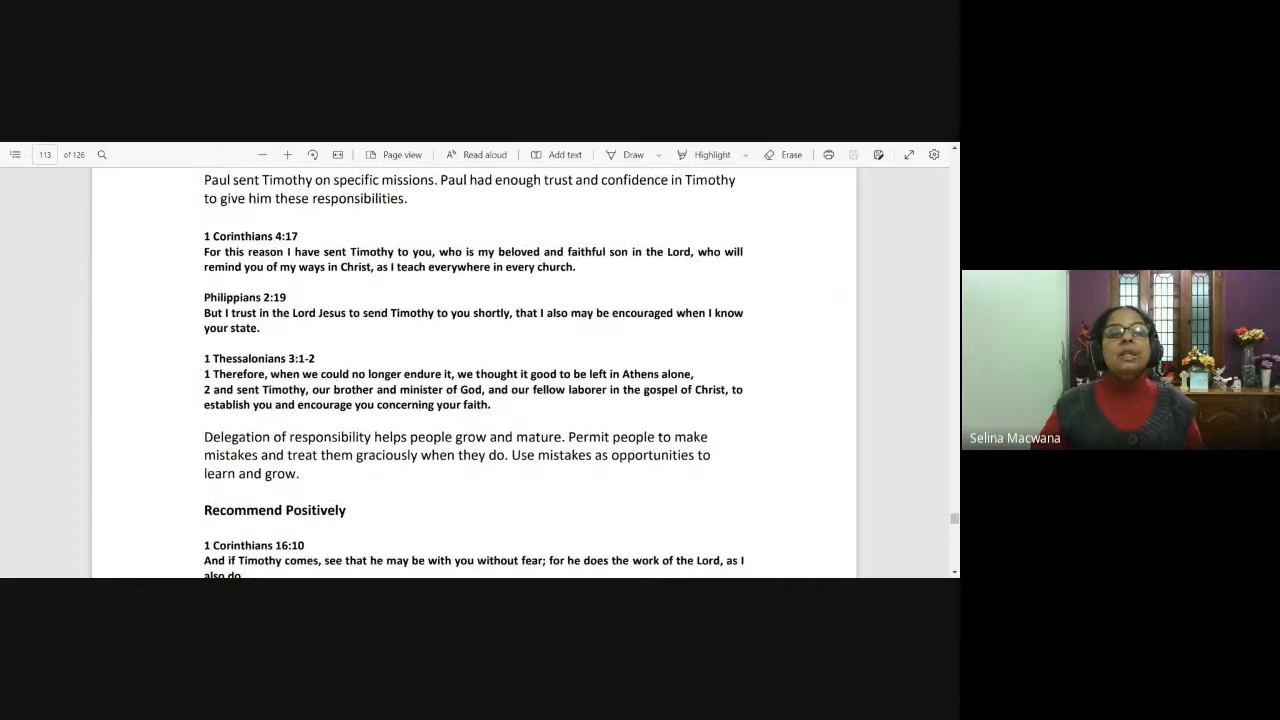 113 of 126
Page view
Read aloud
Add text
Draw
Highlight
Erase
Paul sent Timothy on specific missions. Paul had enough trust and confidence in Timothy
to give him these responsibilities.
1 Corinthians 4:17
For this reason I have sent Timothy to you, who is my beloved and faithful son in the Lord, who will
remind you of my ways in Christ, as I teach everywhere in every church.
Philippians 2:19
But I trust in the Lord Jesus to send Timothy to you shortly, that I also may be encouraged when I know
your state.
1 Thessalonians 3:1-2
1 Therefore, when we could no longer endure it, we thought it good to be left in Athens alone,
2 and sent Timothy, our brother and minister of God, and our fellow laborer in the gospel of Christ, to
establish you and encourage you concerning your faith.
Delegation of responsibility helps people grow and mature. Permit people to make
mistakes and treat them graciously when they do. Use mistakes as opportunities to
learn and grow.
Recommend Positively
1 Corinthians 16:10
And if Timothy comes, see that he may be with you without fear; for he does the work of the Lord, as I
also do.
Selina Macwana